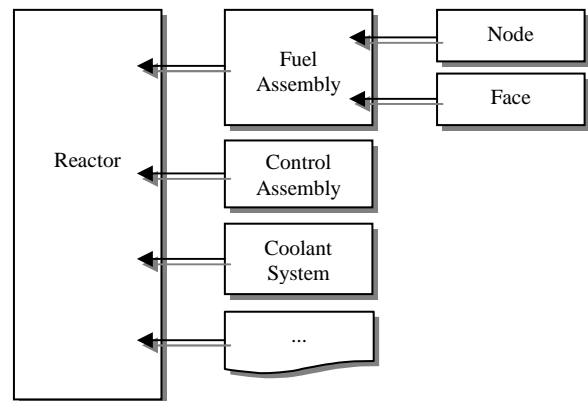 Reactor
Fuel
Assembly
Node
Face
Control
Assembly
Coolant
System
...